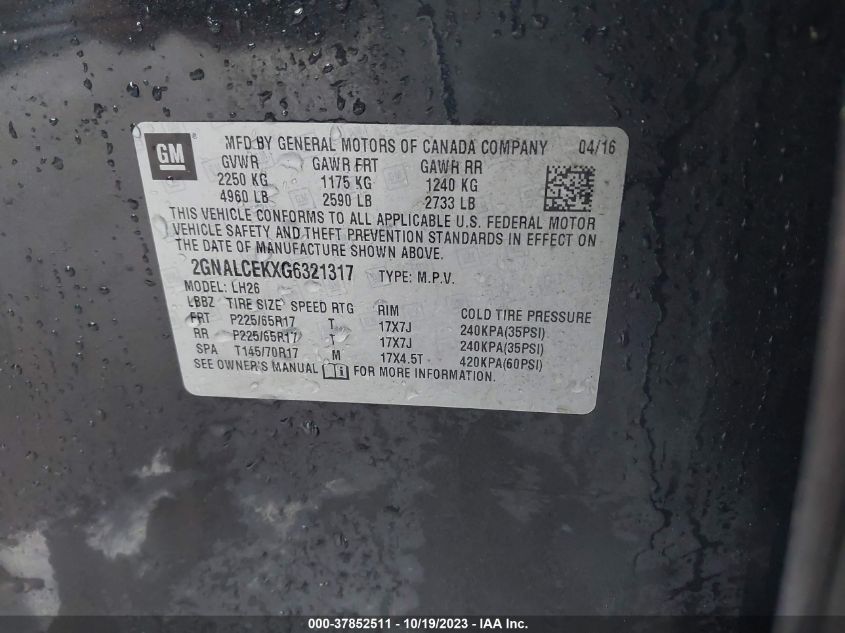 GM ® MFD BY GENERAL MOTORS OF CANADA COMPANY 04/16
GVWR GAWR FRT GAWR RR
2250 KG 1175 KG 1240 KG
4960 LB 2590 LB 2733 LB
THIS VEHICLE CONFORMS TO ALL APPLICABLE U.S. FEDERAL MOTOR
VEHICLE SAFETY AND THEFT PREVENTION STANDARDS IN EFFECT ON
THE DATE OF MANUFACTURE SHOWN ABOVE.
2GNALCEKXG6321317 TYPE: M.P.V.
MODEL: LH26
LBBZ TIRE SIZE SPEED RTG RIM COLD TIRE PRESSURE
FRT P225/65R17 T 17X7J 240KPA(35PSI)
RR P225/65R17 T 17X7J 240KPA(35PSI)
SPA T145/70R17 M 17X4.5T 420KPA(60PSI)
SEE OWNER'S MANUAL FOR MORE INFORMATION.
000-37852511 - 10/19/2023 - IAA Inc.